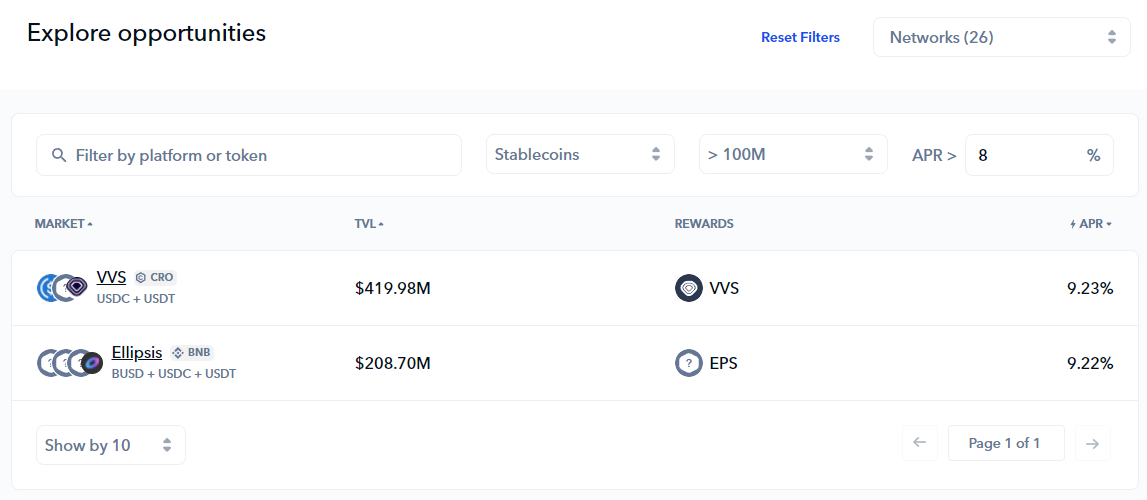 Explore opportunities
Reset Filters
Networks (26)
Filter by platform or token
Stablecoins
> 100M
APR >
8
%
MARKET
TVL
REWARDS
APR
VVS
CRO
USDC + USDT
$419.98M
VVS
9.23%
Ellipsis
BNB
BUSD + USDC + USDT
$208.70M
? EPS
9.22%
Show by 10
Page 1 of 1